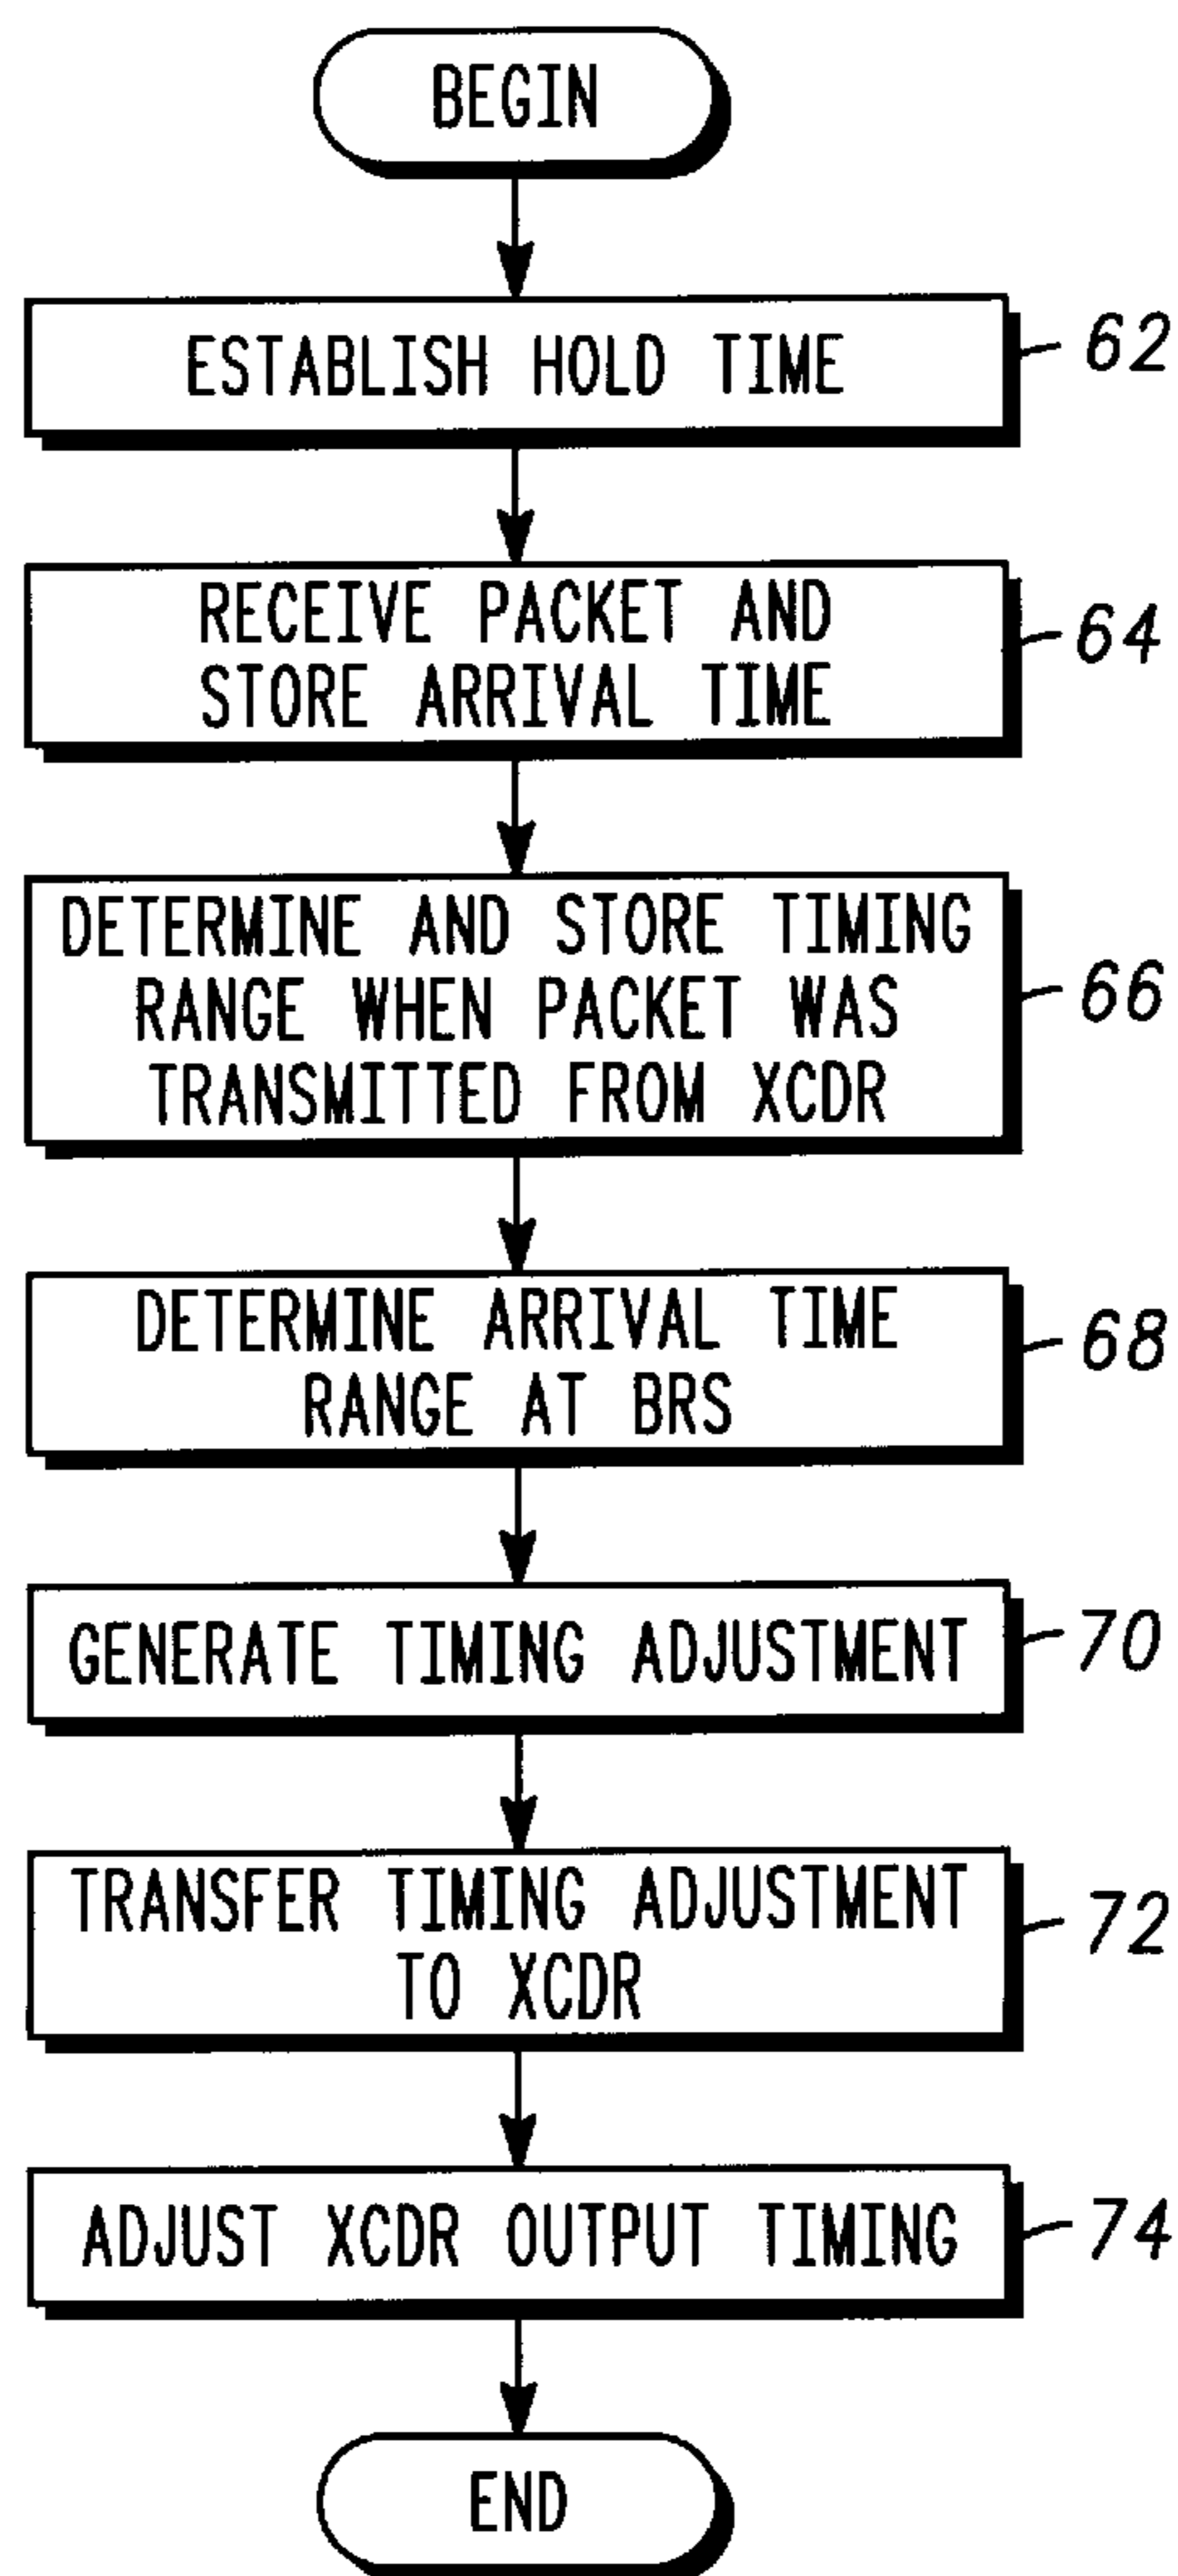 BEGIN
ESTABLISH HOLD TIME
62
RECEIVE PACKET AND
STORE ARRIVAL TIME
64
DETERMINE AND STORE TIMING
RANGE WHEN PACKET WAS
TRANSMITTED FROM XCDR
66
DETERMINE ARRIVAL TIME
RANGE AT BRS
68
GENERATE TIMING ADJUSTMENT
70
TRANSFER TIMING ADJUSTMENT
TO XCDR
72
ADJUST XCDR OUTPUT TIMING
74
END